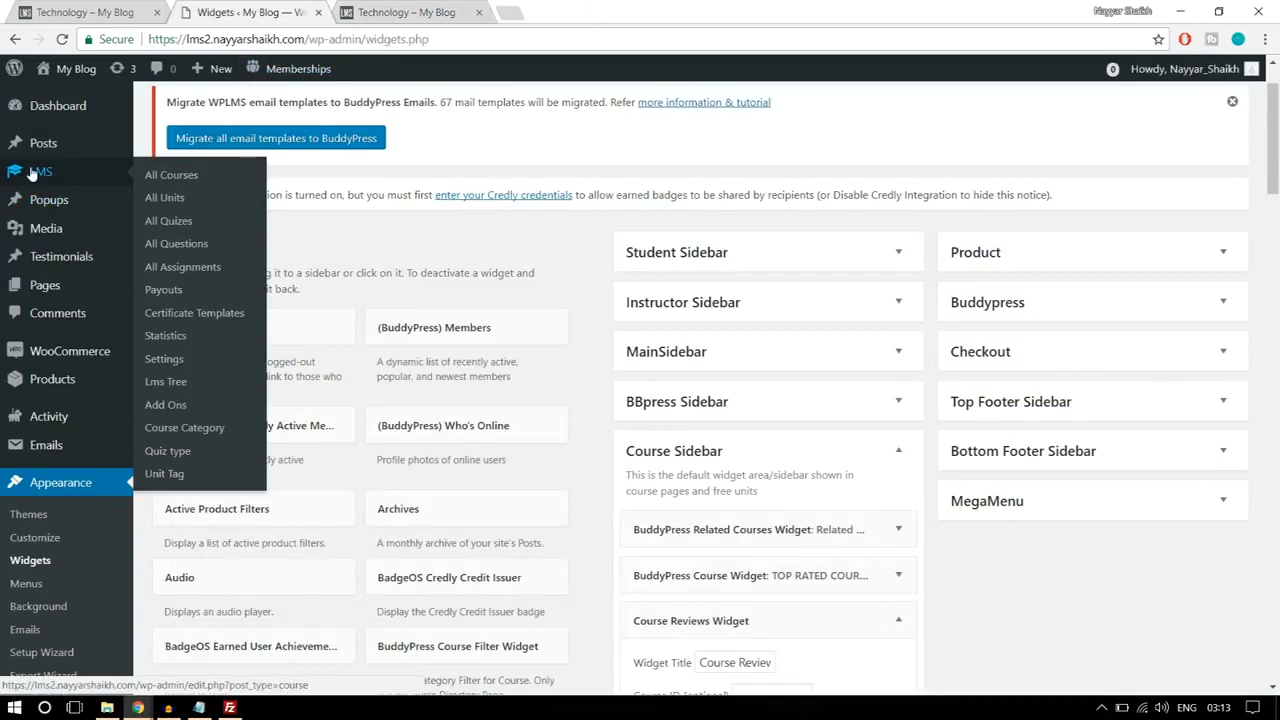 Technology – My Blog
Widgets ‹ My Blog — W
Technology – My Blog
Nayyar Shaikh
Secure
https://lms2.nayyarshaikh.com/wp-admin/widgets.php
My Blog
3
0
New
Memberships
0
Howdy, Nayyar_Shaikh
Dashboard
Posts
LMS
Popups
Media
Testimonials
Pages
Comments
WooCommerce
Products
Activity
Emails
Appearance
Themes
Customize
Widgets
Menus
Background
Emails
Setup Wizard
Export Wizard
All Courses
All Units
All Quizes
All Questions
All Assignments
Payouts
Certificate Templates
Statistics
Settings
Lms Tree
Add Ons
Course Category
Quiz type
Unit Tag
Migrate WPLMS email templates to BuddyPress Emails. 67 mail templates will be migrated. Refer more information & tutorial
Migrate all email templates to BuddyPress
ion is turned on, but you must first enter your Credly credentials to allow earned badges to be shared by recipients (or Disable Credly Integration to hide this notice).
g it to a sidebar or click on it. To deactivate a widget and
it back.
(BuddyPress) Members
ogged-out
A dynamic list of recently active,
link to those who
popular, and newest members
ly Active Me...
(BuddyPress) Who's Online
y active
Profile photos of online users
Active Product Filters
Archives
Display a list of active product filters.
A monthly archive of your site's Posts.
Audio
BadgeOS Credly Credit Issuer
Displays an audio player.
Display the Credly Credit Issuer badge
BadgeOS Earned User Achieveme...
BuddyPress Course Filter Widget
tegory Filter for Course. Only
Student Sidebar
Instructor Sidebar
MainSidebar
BBpress Sidebar
Course Sidebar
This is the default widget area/sidebar shown in
course pages and free units
BuddyPress Related Courses Widget: Related ...
BuddyPress Course Widget: TOP RATED COUR...
Course Reviews Widget
Widget Title
Course Review
Product
Buddypress
Checkout
Top Footer Sidebar
Bottom Footer Sidebar
MegaMenu
https://lms2.nayyarshaikh.com/wp-admin/edit.php?post_type=course
ENG
03:13